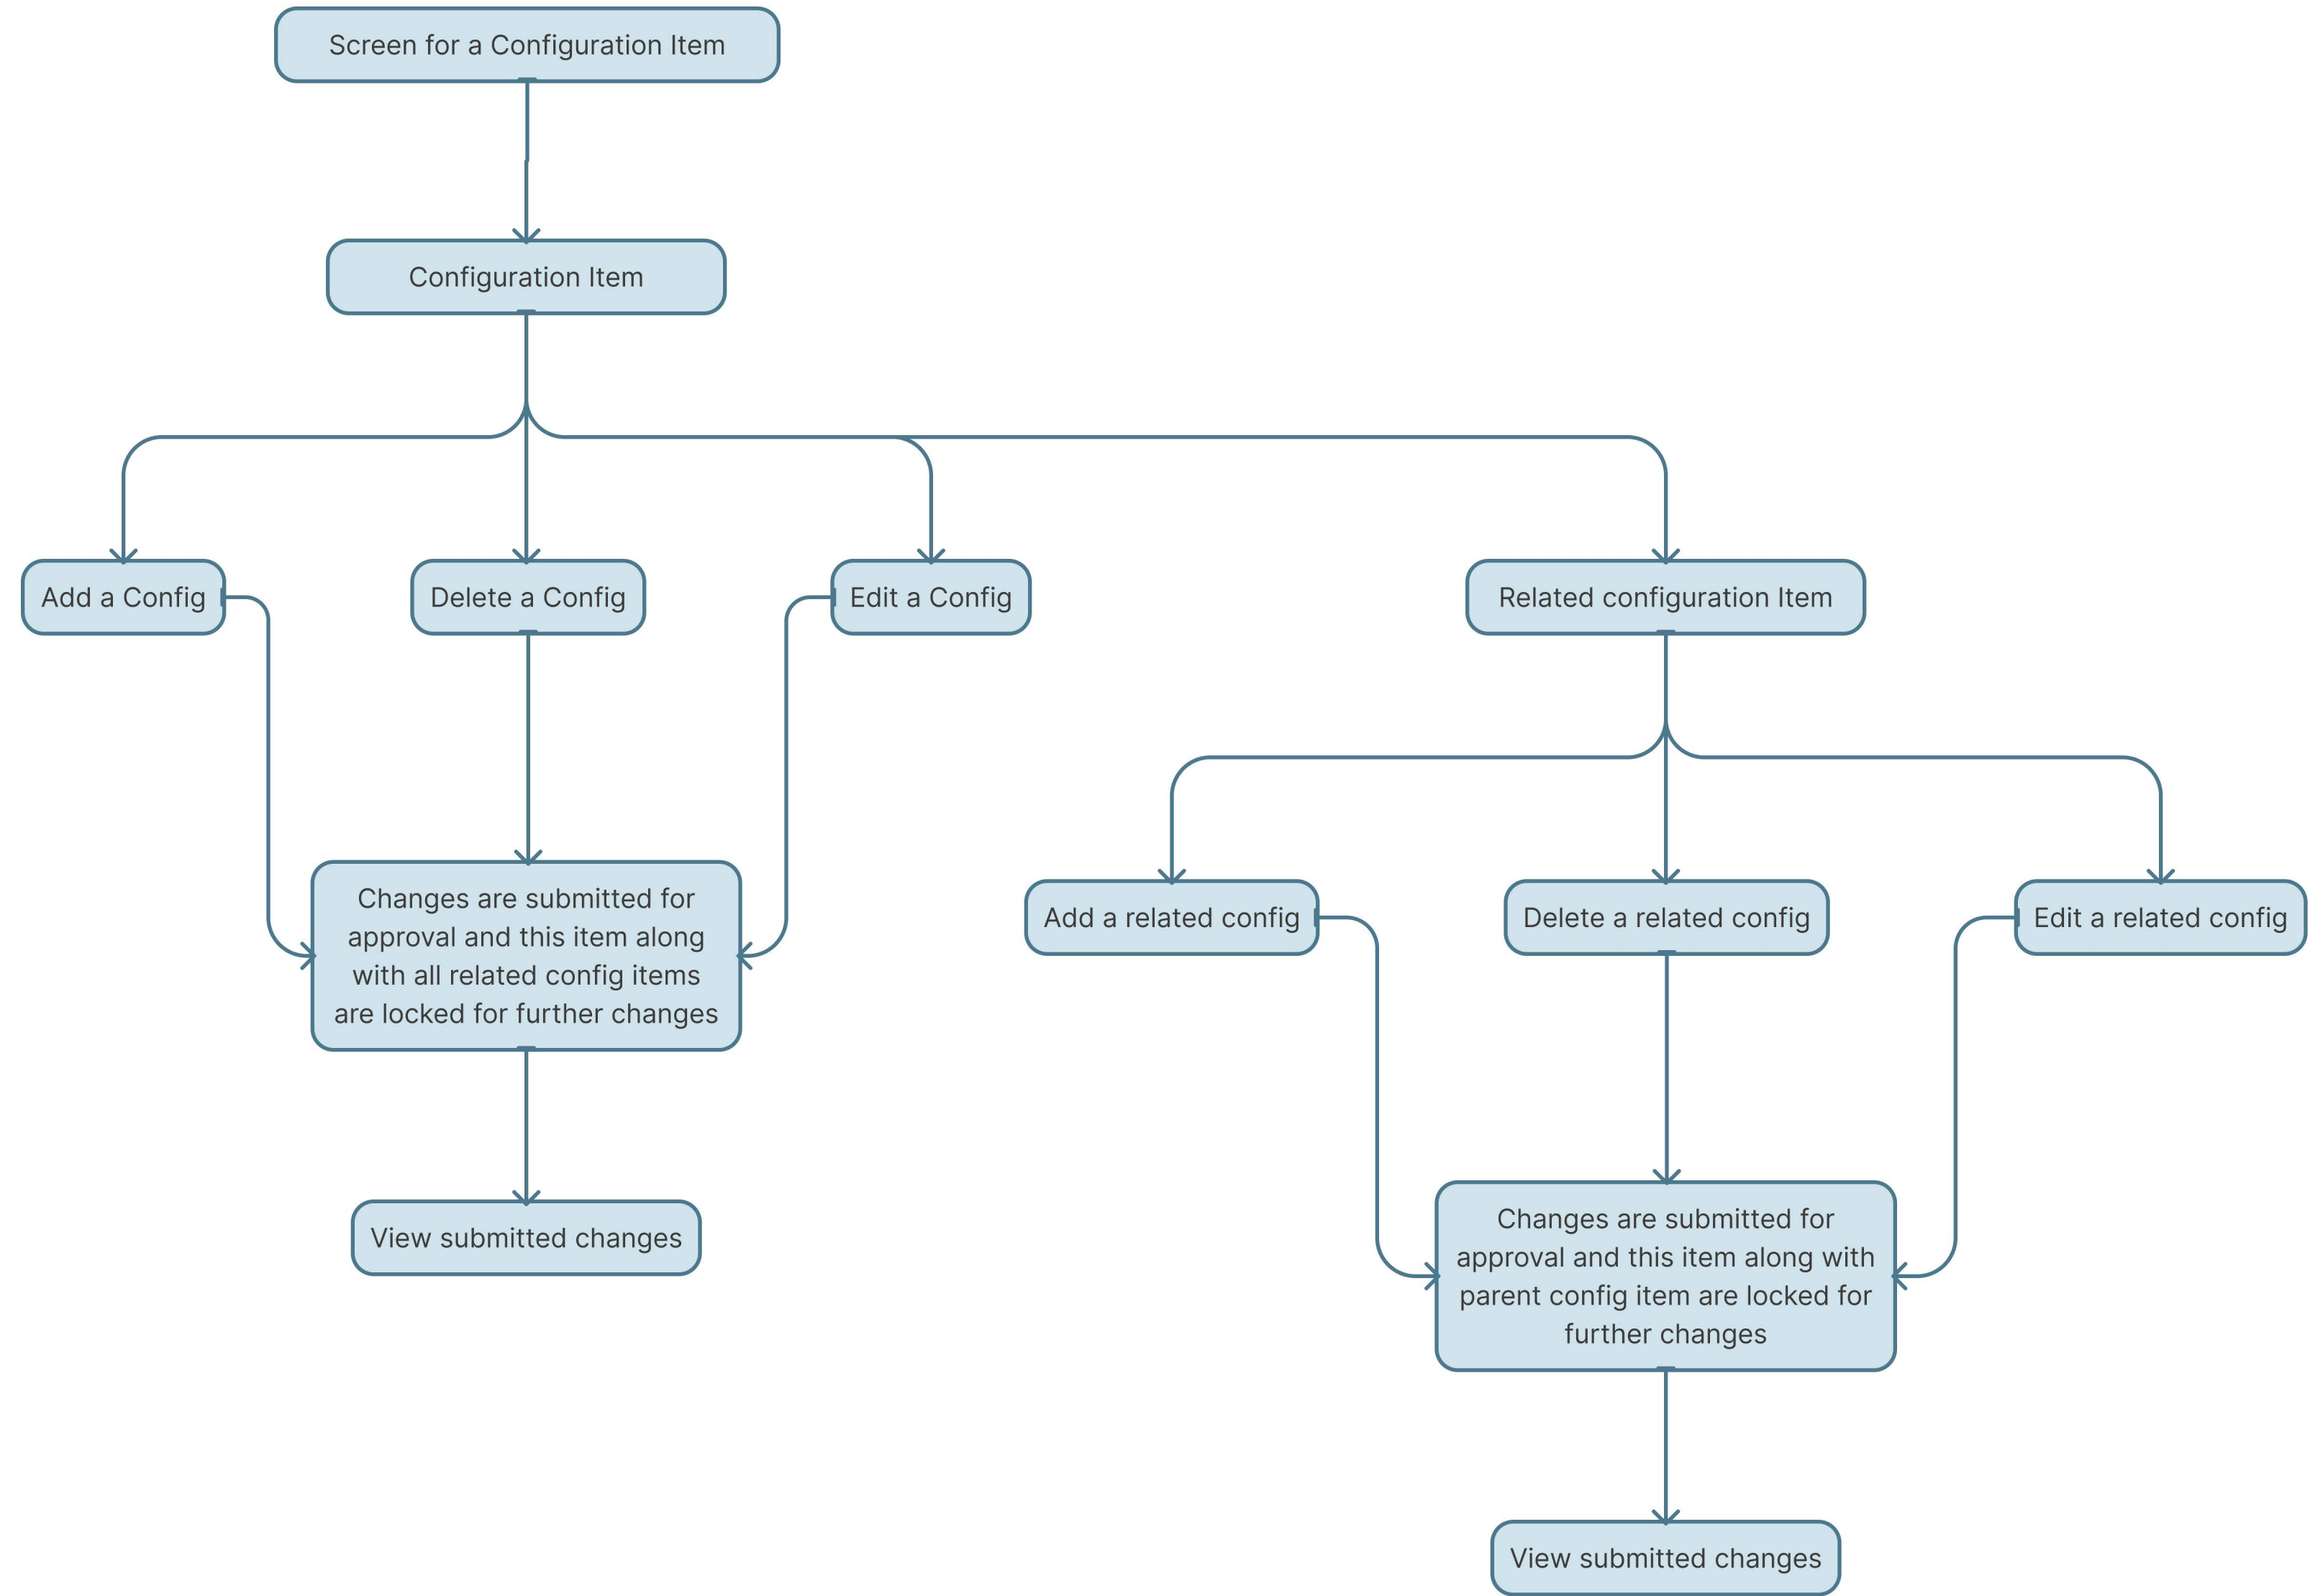 Screen for a Configuration Item
Configuration Item
Add a Config
Delete a Config
Edit a Config
Related configuration Item
Changes are submitted for
approval and this item along
with all related config items
are locked for further changes
View submitted changes
Add a related config
Delete a related config
Edit a related config
Changes are submitted for
approval and this item along with
parent config item are locked for
further changes
View submitted changes